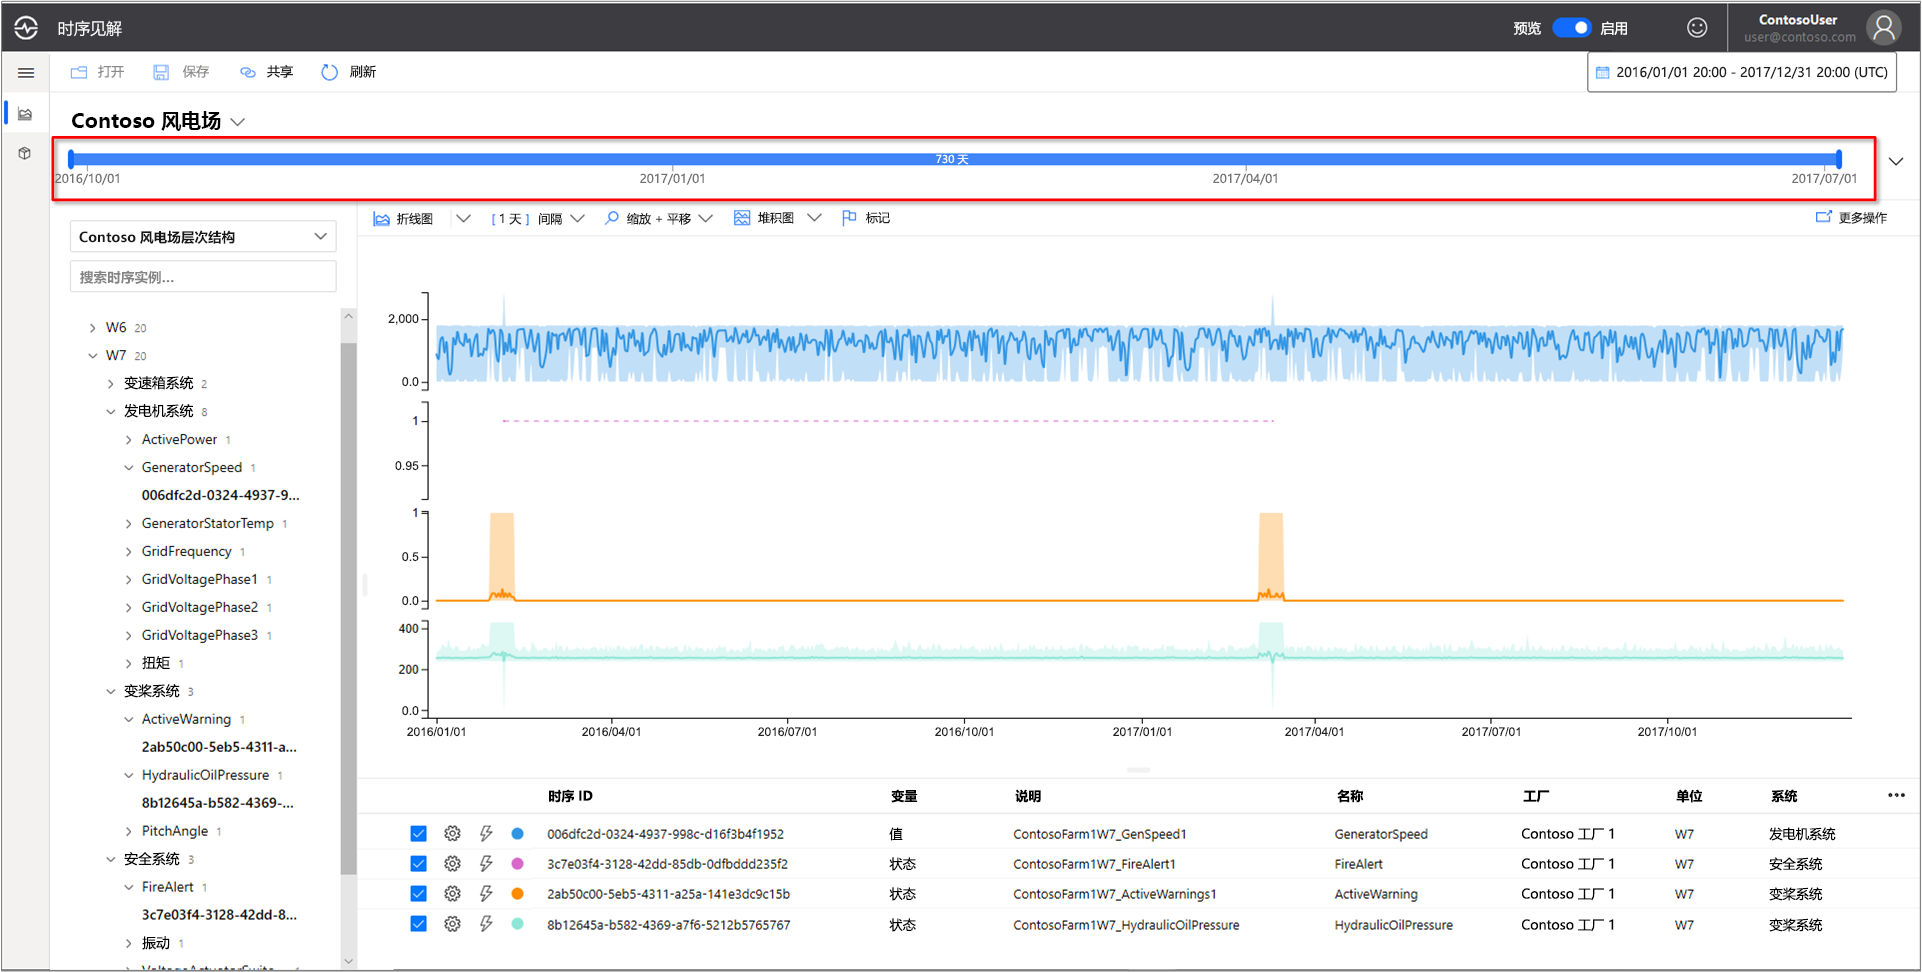 时序见解
预览 启用
ContosoUser
user@contoso.com
打开 保存 共享 刷新
2016/01/01 20:00 - 2017/12/31 20:00 (UTC)
Contoso 风电场
730 天
2016/10/01 2017/01/01 2017/04/01 2017/07/01
折线图 [ 1 天 ] 间隔 缩放 + 平移 堆积图 标记 更多操作
Contoso 风电场层次结构
搜索时序实例...
W6 20
W7 20
变速箱系统 2
发电机系统 8
ActivePower 1
GeneratorSpeed 1
006dfc2d-0324-4937-9...
GeneratorStatorTemp 1
GridFrequency 1
GridVoltagePhase1 1
GridVoltagePhase2 1
GridVoltagePhase3 1
扭矩 1
变桨系统 3
ActiveWarning 1
2ab50c00-5eb5-4311-a...
HydraulicOilPressure 1
8b12645a-b582-4369-...
PitchAngle 1
安全系统 3
FireAlert 1
3c7e03f4-3128-42dd-8...
振动 1
2,000
0.0
1
0.95
1
0.5
0.0
400
200
0.0
2016/01/01 2016/04/01 2016/07/01 2016/10/01 2017/01/01 2017/04/01 2017/07/01 2017/10/01
时序 ID 变量 说明 名称 工厂 单位 系统
006dfc2d-0324-4937-998c-d16f3b4f1952 值 ContosoFarm1W7_GenSpeed1 GeneratorSpeed Contoso 工厂 1 W7 发电机系统
3c7e03f4-3128-42dd-85db-0dfbddd235f2 状态 ContosoFarm1W7_FireAlert1 FireAlert Contoso 工厂 1 W7 安全系统
2ab50c00-5eb5-4311-a25a-141e3dc9c15b 状态 ContosoFarm1W7_ActiveWarnings1 ActiveWarning Contoso 工厂 1 W7 变桨系统
8b12645a-b582-4369-a7f6-5212b5765767 状态 ContosoFarm1W7_HydraulicOilPressure HydraulicOilPressure Contoso 工厂 1 W7 变桨系统